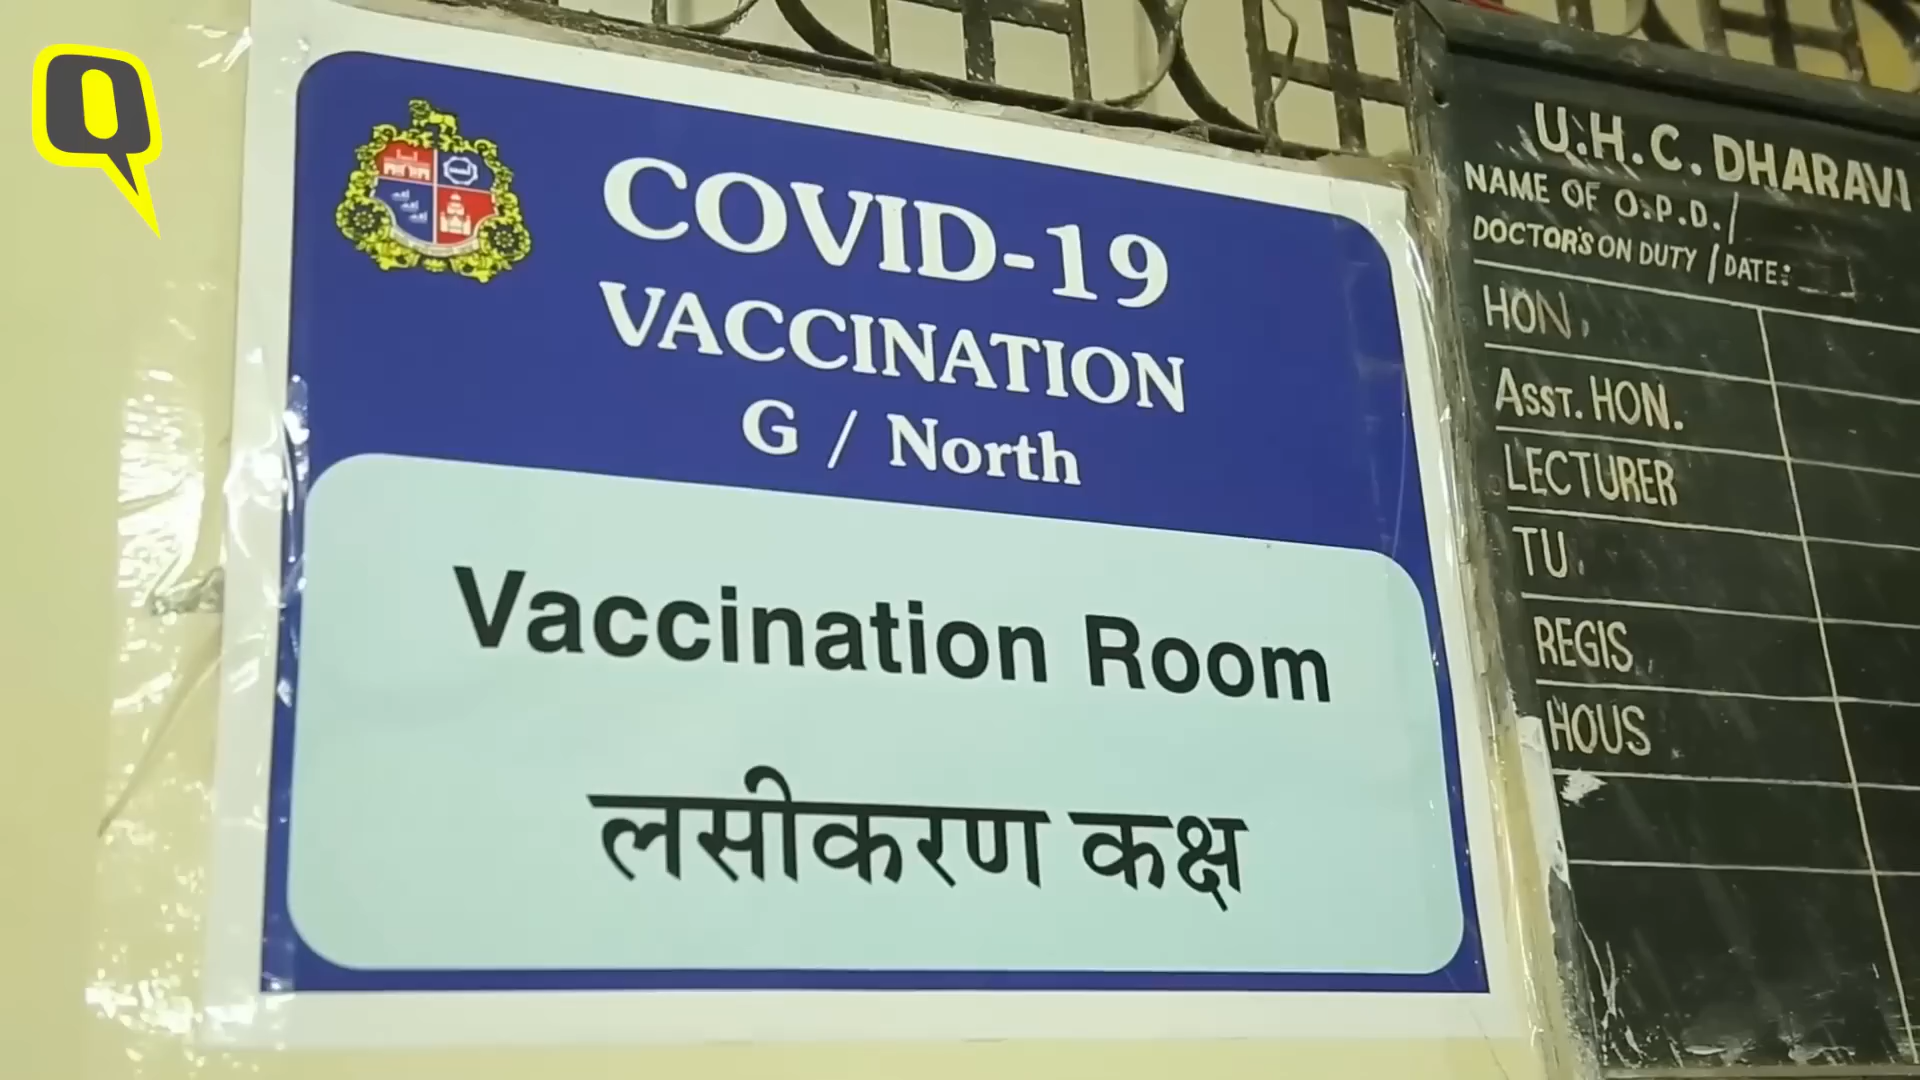 Q
COVID-19
VACCINATION
G / North
Vaccination Room
लसीकरण कक्ष
U.H.C. DHARAVI
NAME OF O.P.D./
DOCTOR'S ON DUTY / DATE:
HON.
ASST. HON.
LECTURER
TU.
REGIS.
HOUS